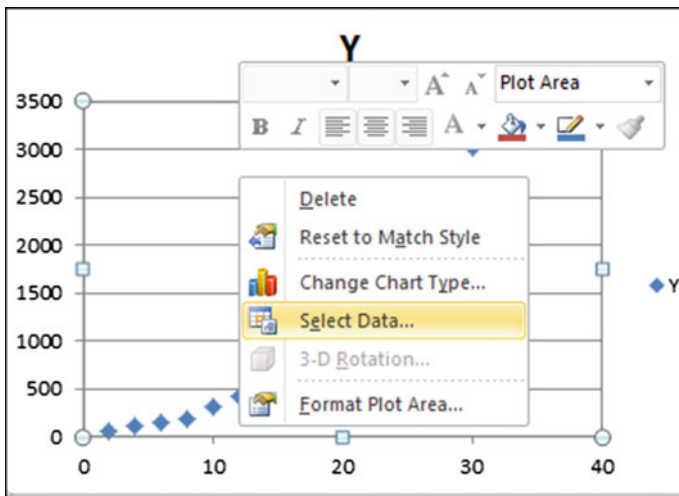 Y
Plot Area
A A
B I A
3500
3000
2500
2000
1500
1000
500
0
Delete
Reset to Match Style
Change Chart Type...
Select Data...
3-D Rotation...
Format Plot Area...
Y
0 10 20 30 40